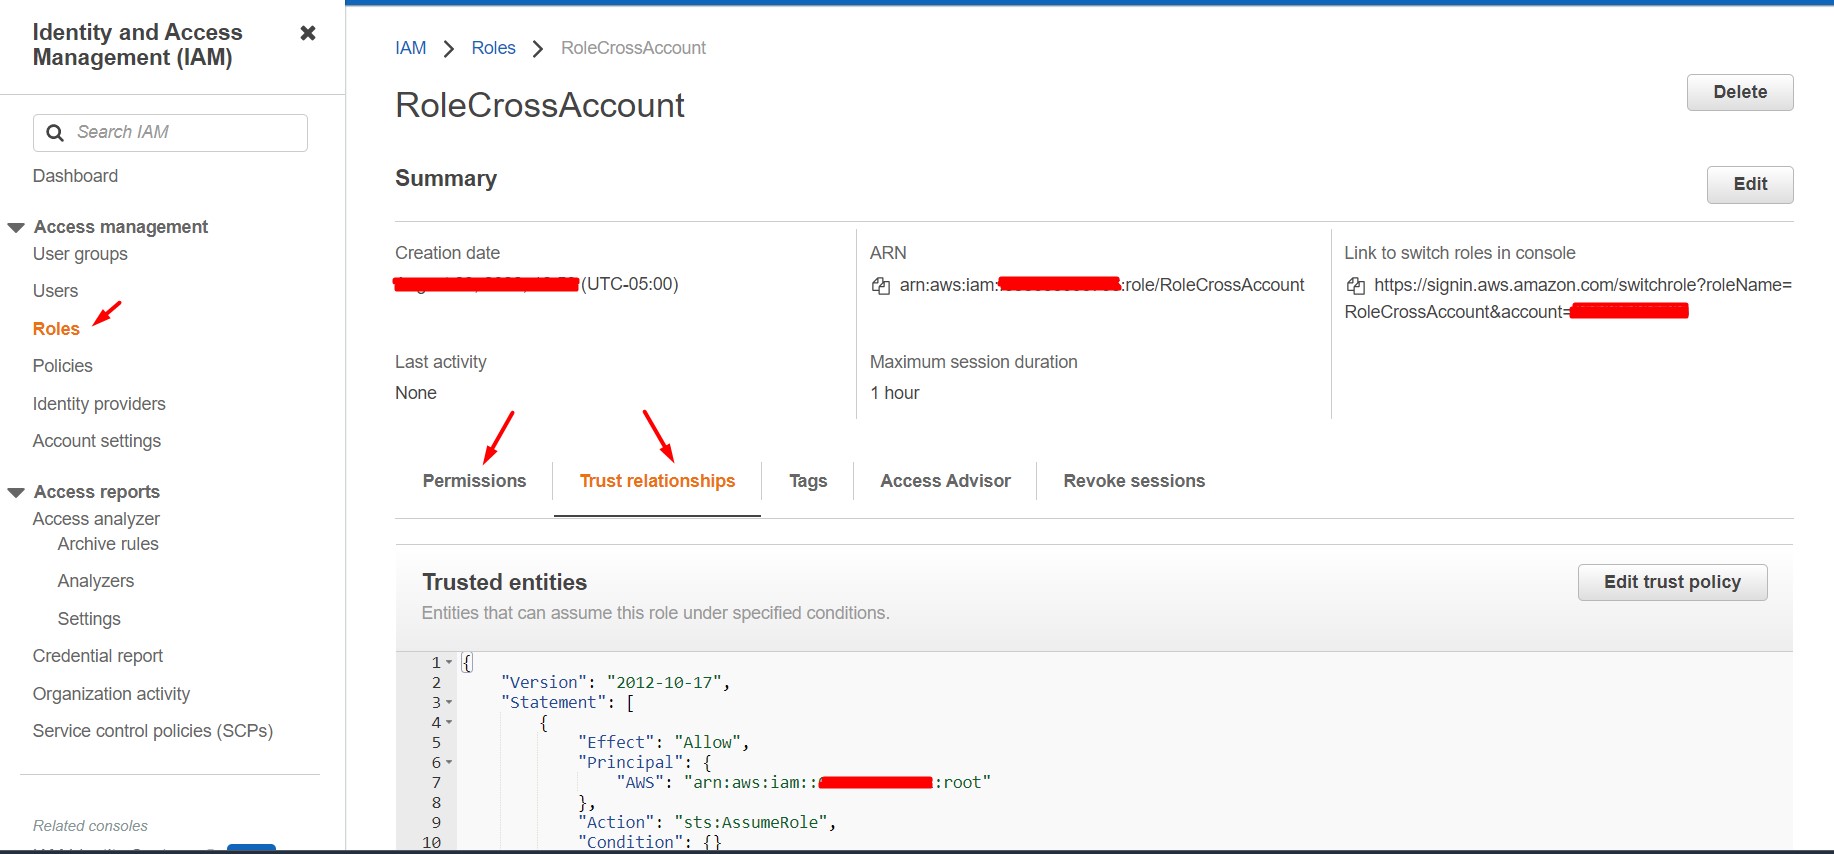 Identity and Access
Management (IAM)
Search IAM
Dashboard
Access management
User groups
Users
Roles
Policies
Identity providers
Account settings
Access reports
Access analyzer
Archive rules
Analyzers
Settings
Credential report
Organization activity
Service control policies (SCPs)
Related consoles
IAM Roles RoleCrossAccount
RoleCrossAccount
Delete
Summary
Edit
Creation date
(UTC-05:00)
Last activity
None
ARN
arn:aws:iam: :role/RoleCrossAccount
Maximum session duration
1 hour
Link to switch roles in console
https://signin.aws.amazon.com/switchrole?roleName=
RoleCrossAccount&account=
Permissions Trust relationships Tags Access Advisor Revoke sessions
Trusted entities
Edit trust policy
Entities that can assume this role under specified conditions.
1 {
2 "Version": "2012-10-17",
3 "Statement": [
4 {
5 "Effect": "Allow",
6 "Principal": {
7 "AWS": "arn:aws:iam:: :root"
8 },
9 "Action": "sts:AssumeRole",
10 "Condition": {}